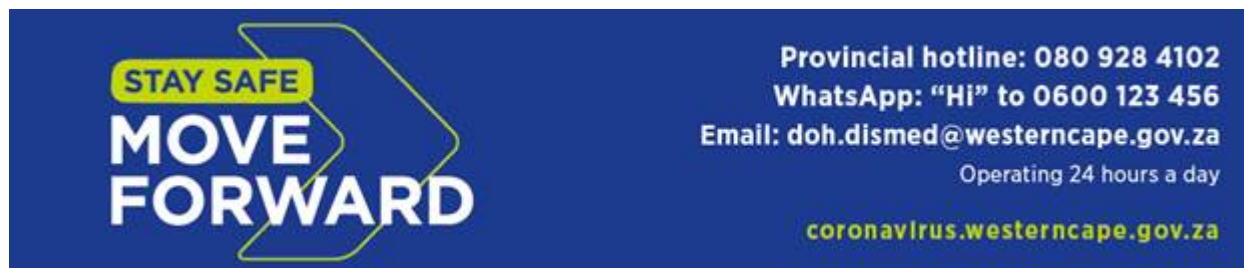 STAY SAFE
MOVE
FORWARD
Provincial hotline: 080 928 4102
WhatsApp: “Hi” to 0600 123 456
Email: doh.dismed@westerncape.gov.za
Operating 24 hours a day
coronavirus.westerncape.gov.za